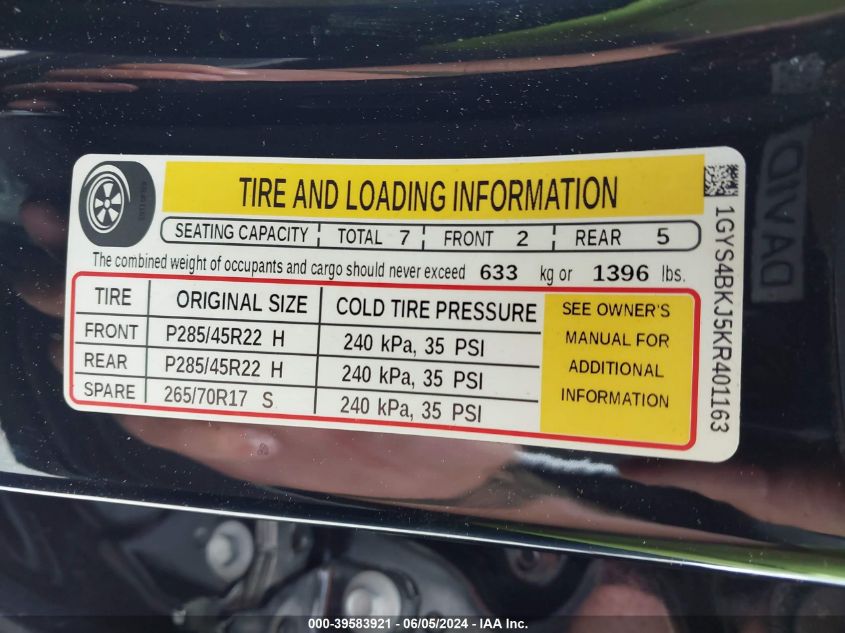 TIRE AND LOADING INFORMATION
SEATING CAPACITY TOTAL 7 FRONT 2 REAR 5
The combined weight of occupants and cargo should never exceed 633 kg or 1396 lbs.
TIRE ORIGINAL SIZE COLD TIRE PRESSURE
FRONT P285/45R22 H 240 kPa, 35 PSI
REAR P285/45R22 H 240 kPa, 35 PSI
SPARE 265/70R17 S 240 kPa, 35 PSI
SEE OWNER'S
MANUAL FOR
ADDITIONAL
INFORMATION
1GYS4BKJ5KR401163
DAVID
000-39583921 - 06/05/2024 - IAA Inc.